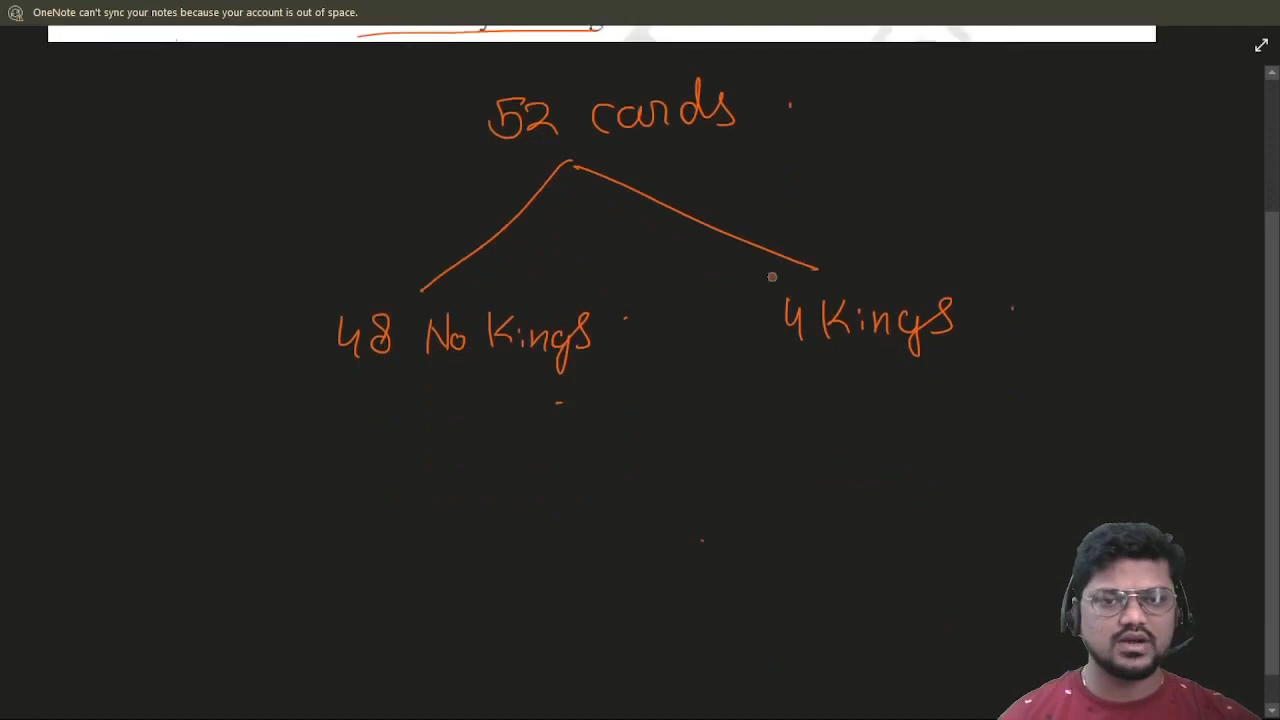 OneNote can't sync your notes because your account is out of space.
52 cards
48 No Kings
4 Kings